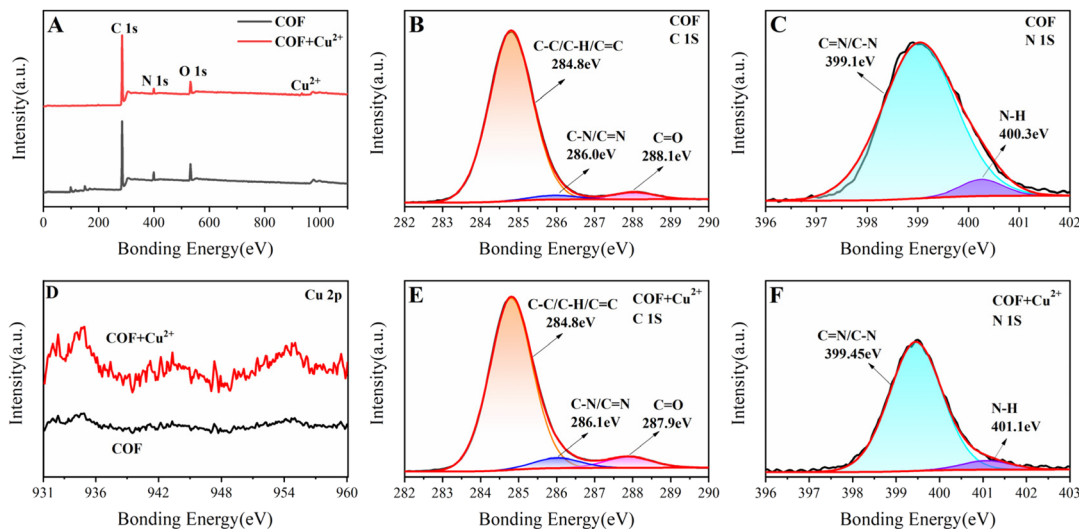 A
COF
COF+Cu²⁺
C 1s
N 1s
O 1s
Cu²⁺
Intensity(a.u.)
0 200 400 600 800 1000
Bonding Energy(eV)
B
COF
C 1S
C-C/C-H/C=C
284.8eV
C-N/C=N
286.0eV
C=O
288.1eV
Intensity(a.u.)
282 283 284 285 286 287 288 289 290
Bonding Energy(eV)
C
COF
N 1S
C=N/C-N
399.1eV
N-H
400.3eV
Intensity(a.u.)
396 397 398 399 400 401 402
Bonding Energy(eV)
D
Cu 2p
COF+Cu²⁺
COF
Intensity(a.u.)
931 936 942 948 954 960
Bonding Energy(eV)
E
COF+Cu²⁺
C 1S
C-C/C-H/C=C
284.8eV
C-N/C=N
286.1eV
C=O
287.9eV
Intensity(a.u.)
282 283 284 285 286 287 288 289 290
Bonding Energy(eV)
F
COF+Cu²⁺
N 1S
C=N/C-N
399.45eV
N-H
401.1eV
Intensity(a.u.)
396 397 398 399 400 401 402 403
Bonding Energy(eV)